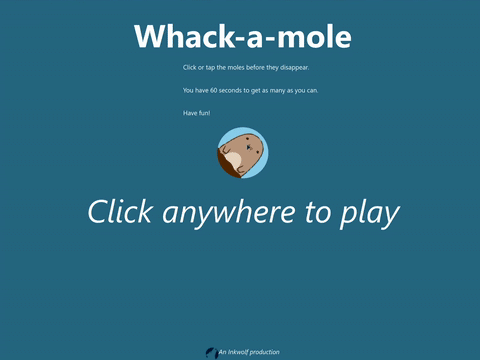 Whack-a-mole
Click or tap the moles before they disappear.
You have 60 seconds to get as many as you can.
Have fun!
Click anywhere to play
An Inkwolf production